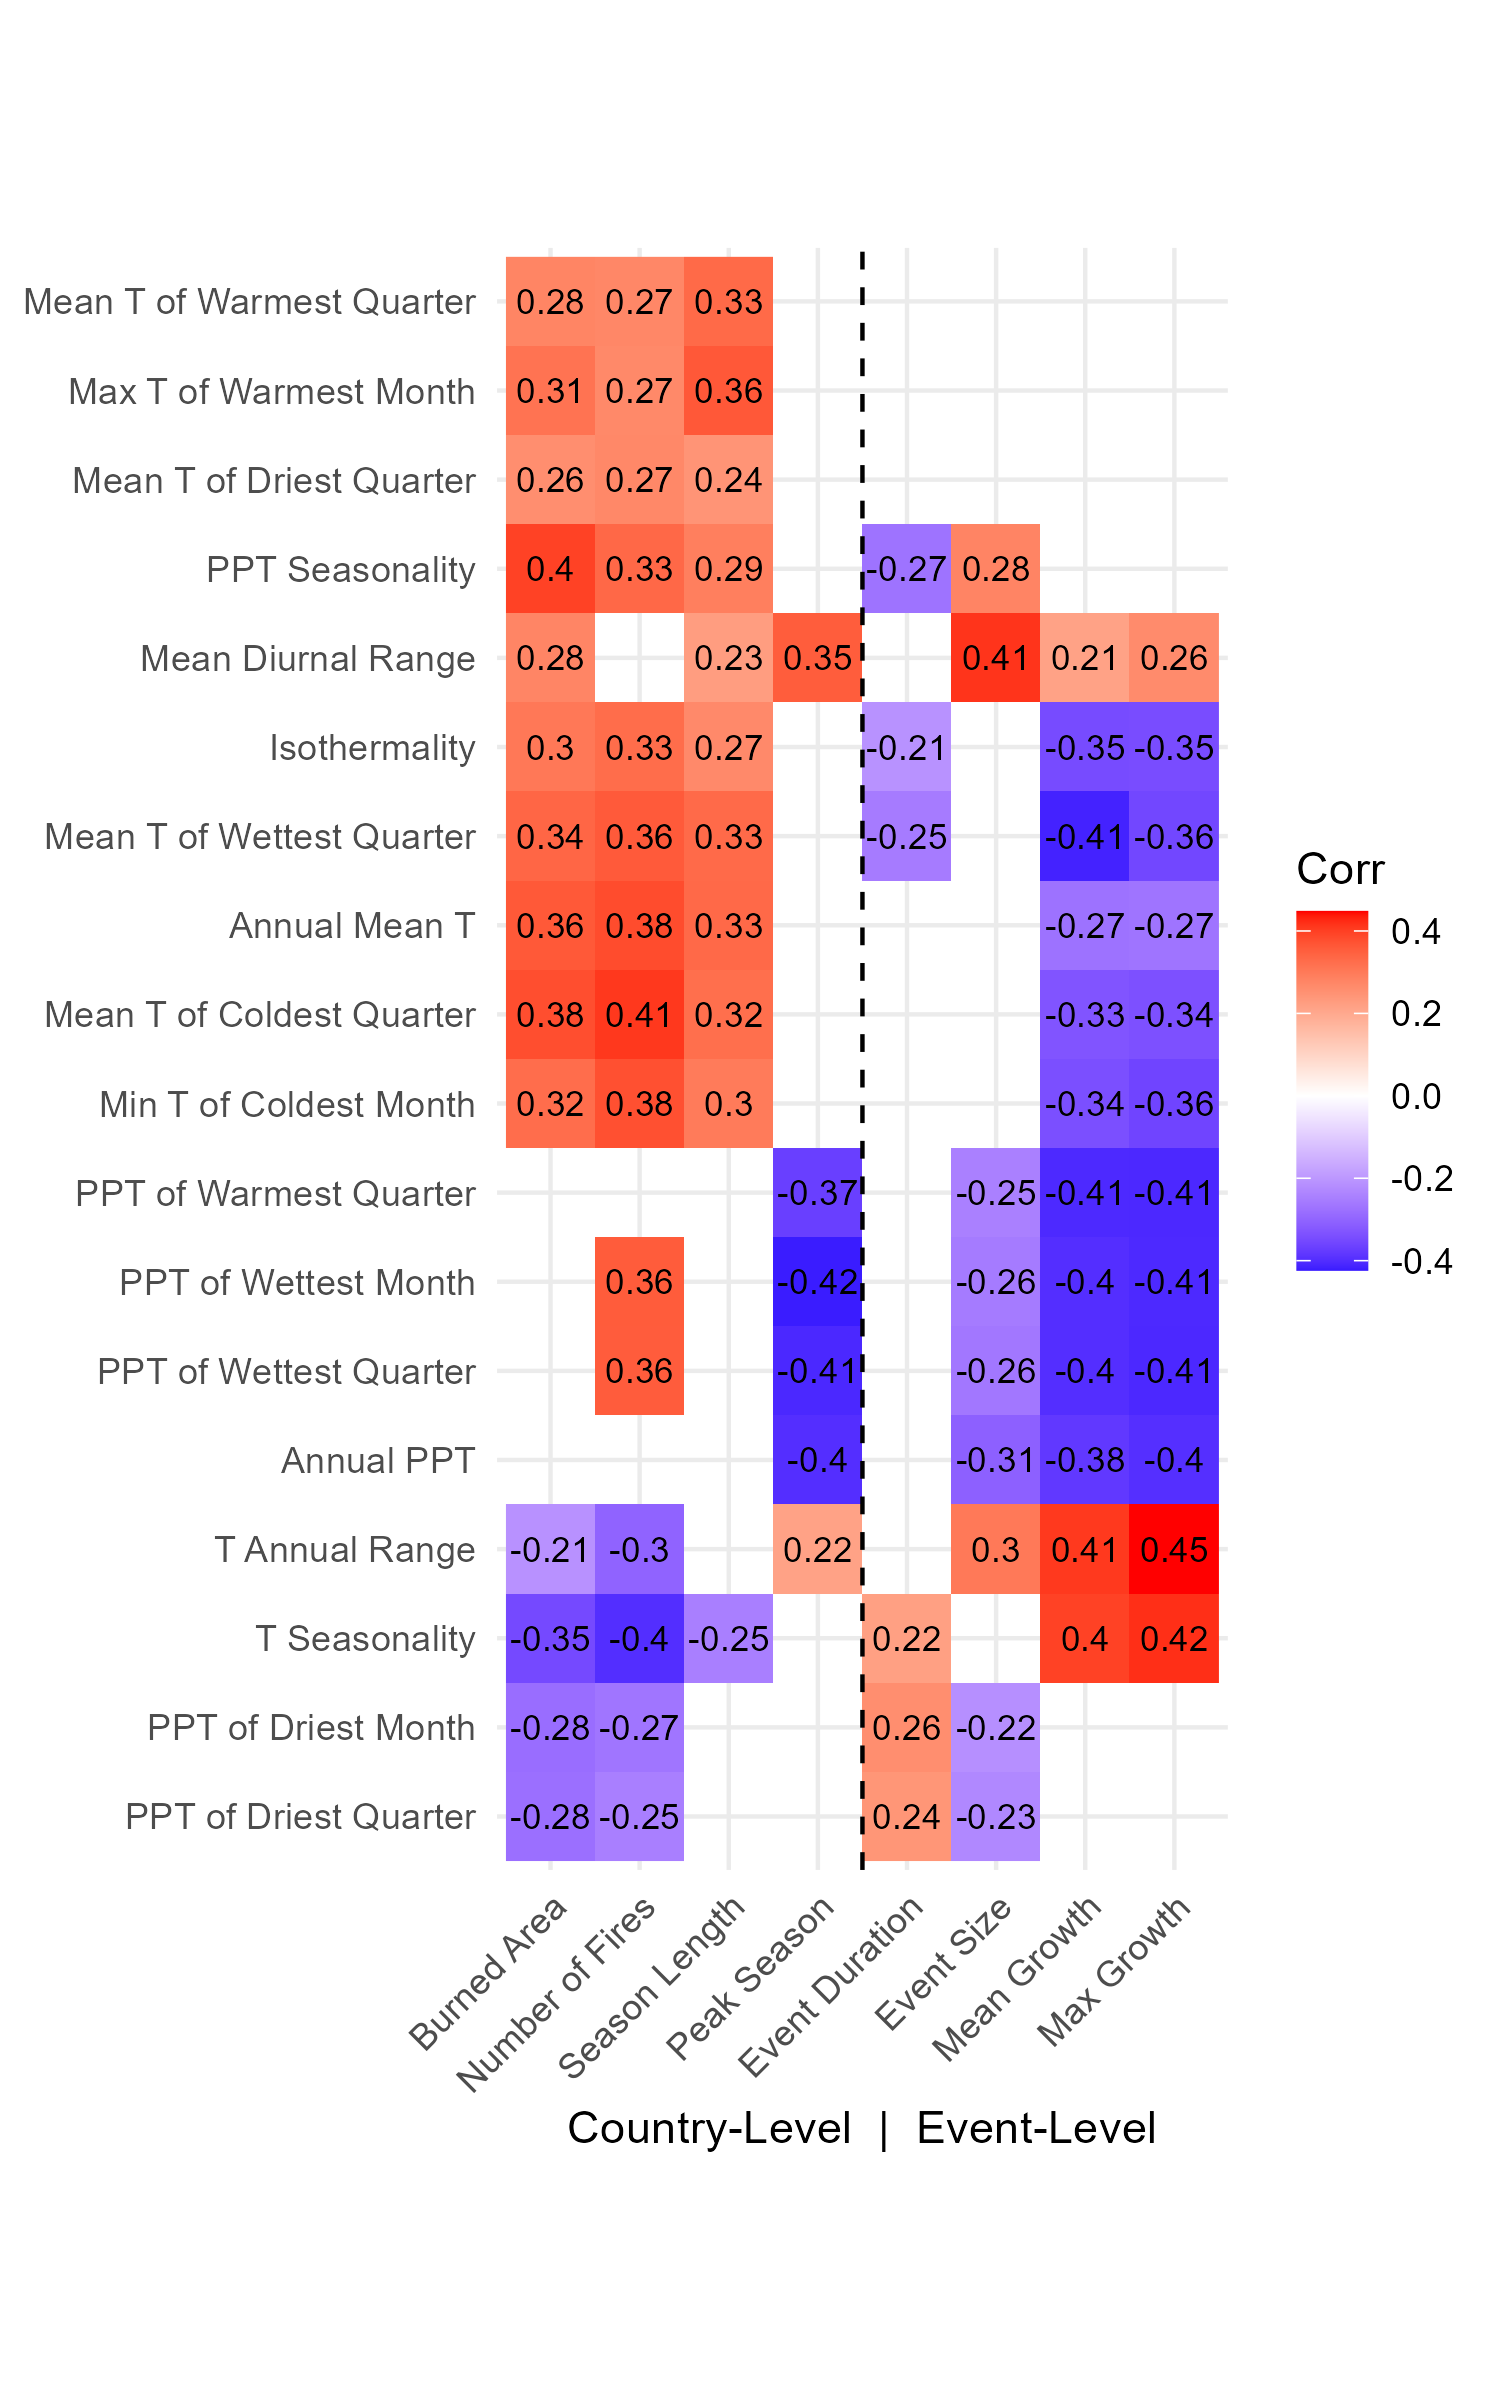 Mean T of Warmest Quarter 0.28 0.27 0.33
Max T of Warmest Month 0.31 0.27 0.36
Mean T of Driest Quarter 0.26 0.27 0.24
PPT Seasonality 0.4 0.33 0.29 -0.27 0.28
Mean Diurnal Range 0.28 0.23 0.35 0.41 0.21 0.26
Isothermality 0.3 0.33 0.27 -0.21 -0.35 -0.35
Mean T of Wettest Quarter 0.34 0.36 0.33 -0.25 -0.41 -0.36
Annual Mean T 0.36 0.38 0.33 -0.27 -0.27
Mean T of Coldest Quarter 0.38 0.41 0.32 -0.33 -0.34
Min T of Coldest Month 0.32 0.38 0.3 -0.34 -0.36
PPT of Warmest Quarter -0.37 -0.25 -0.41 -0.41
PPT of Wettest Month 0.36 -0.42 -0.26 -0.4 -0.41
PPT of Wettest Quarter 0.36 -0.41 -0.26 -0.4 -0.41
Annual PPT -0.4 -0.31 -0.38 -0.4
T Annual Range -0.21 -0.3 0.22 0.3 0.41 0.45
T Seasonality -0.35 -0.4 -0.25 0.22 0.4 0.42
PPT of Driest Month -0.28 -0.27 0.26 -0.22
PPT of Driest Quarter -0.28 -0.25 0.24 -0.23
Burned Area
Number of Fires
Season Length
Peak Season
Event Duration
Event Size
Mean Growth
Max Growth
Country-Level | Event-Level
Corr
0.4
0.2
0.0
-0.2
-0.4